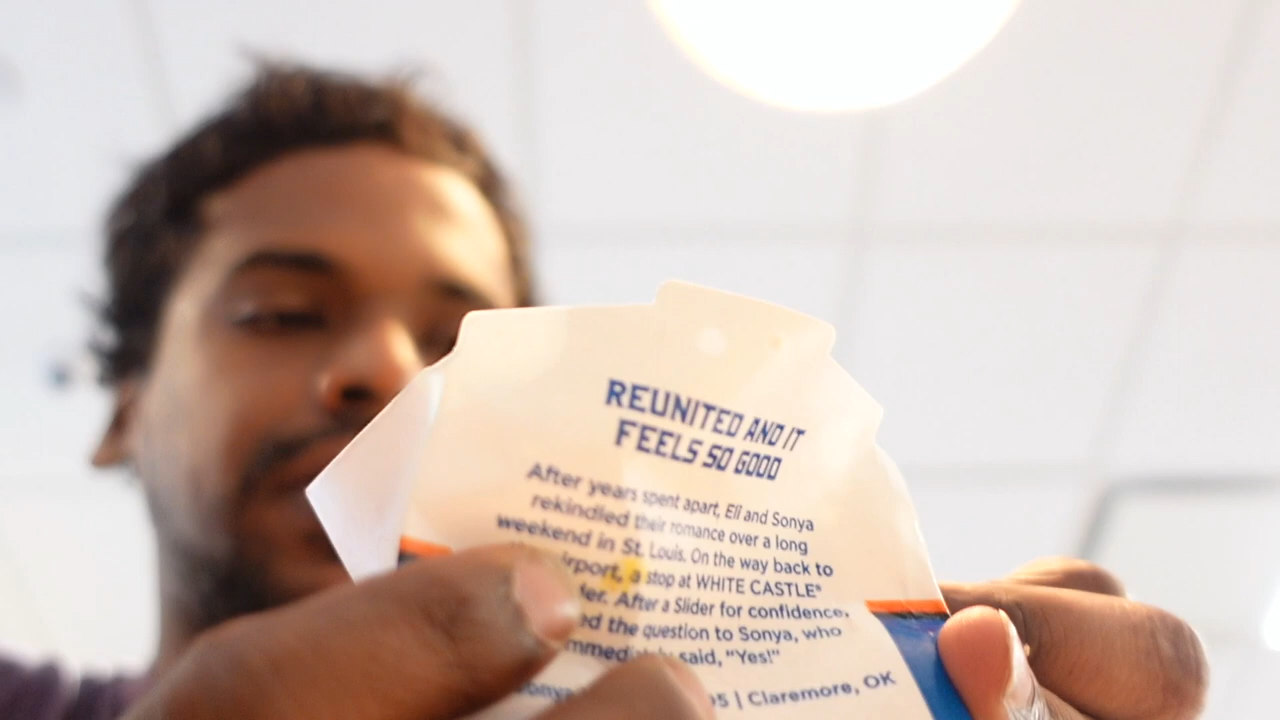 REUNITED AND IT
FEELS SO GOOD
After years spent apart, Eli and Sonya
rekindled their romance over a long
weekend in St. Louis. On the way back to
airport, a stop at WHITE CASTLE®
After a Slider for confidence,
the question to Sonya, who
said, "Yes!"
| Claremore, OK